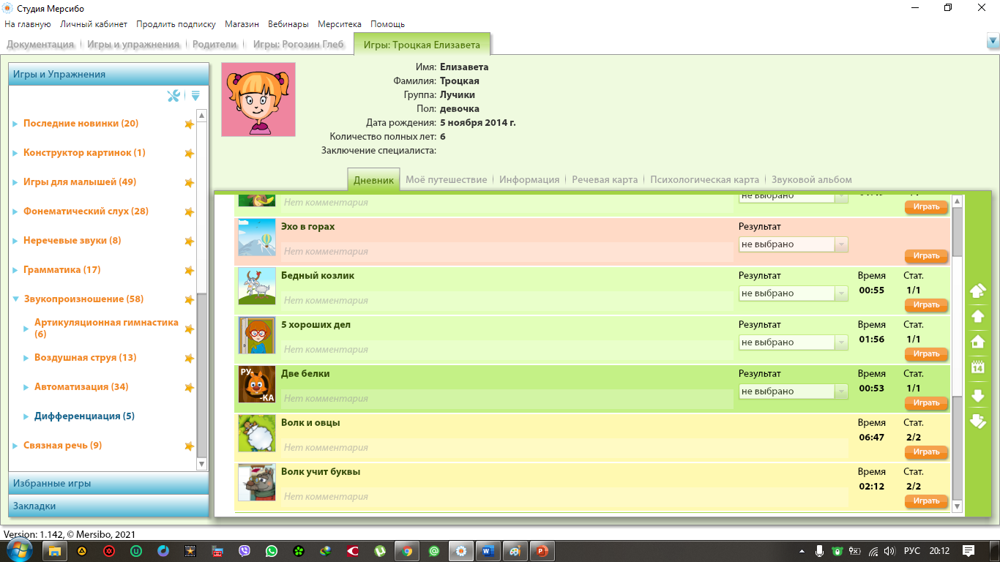 Студия Мерсибо
На главную Личный кабинет Продлить подписку Магазин Вебинары Мерситека Помощь
Документация Игры и упражнения Родители Игры: Рогозин Глеб Игры: Троцкая Елизавета
Игры и Упражнения
Последние новинки (20)
Конструктор картинок (1)
Игры для малышей (49)
Фонематический слух (28)
Неречевые звуки (8)
Грамматика (17)
Звукопроизношение (58)
Артикуляционная гимнастика
(6)
Воздушная струя (13)
Автоматизация (34)
Дифференциация (5)
Связная речь (9)
Избранные игры
Закладки
Имя: Елизавета
Фамилия: Троцкая
Группа: Лучики
Пол: девочка
Дата рождения: 5 ноября 2014 г.
Количество полных лет: 6
Заключение специалиста:
Дневник Моё путешествие Информация Речевая карта Психологическая карта Звуковой альбом
Нет комментария не выбрано
Играть
Эхо в горах Результат
Нет комментария не выбрано
Играть
Бедный козлик Результат Время Стат.
Нет комментария не выбрано 00:55 1/1
Играть
5 хороших дел Результат Время Стат.
Нет комментария не выбрано 01:56 1/1
Играть
РУ-
-КА
Две белки Результат Время Стат.
Нет комментария не выбрано 00:53 1/1
Играть
Волк и овцы Время Стат.
Нет комментария 06:47 2/2
Играть
Волк учит буквы Время Стат.
Нет комментария 02:12 2/2
Играть
14
Version: 1.142, © Mersibo, 2021
РУС 20:12